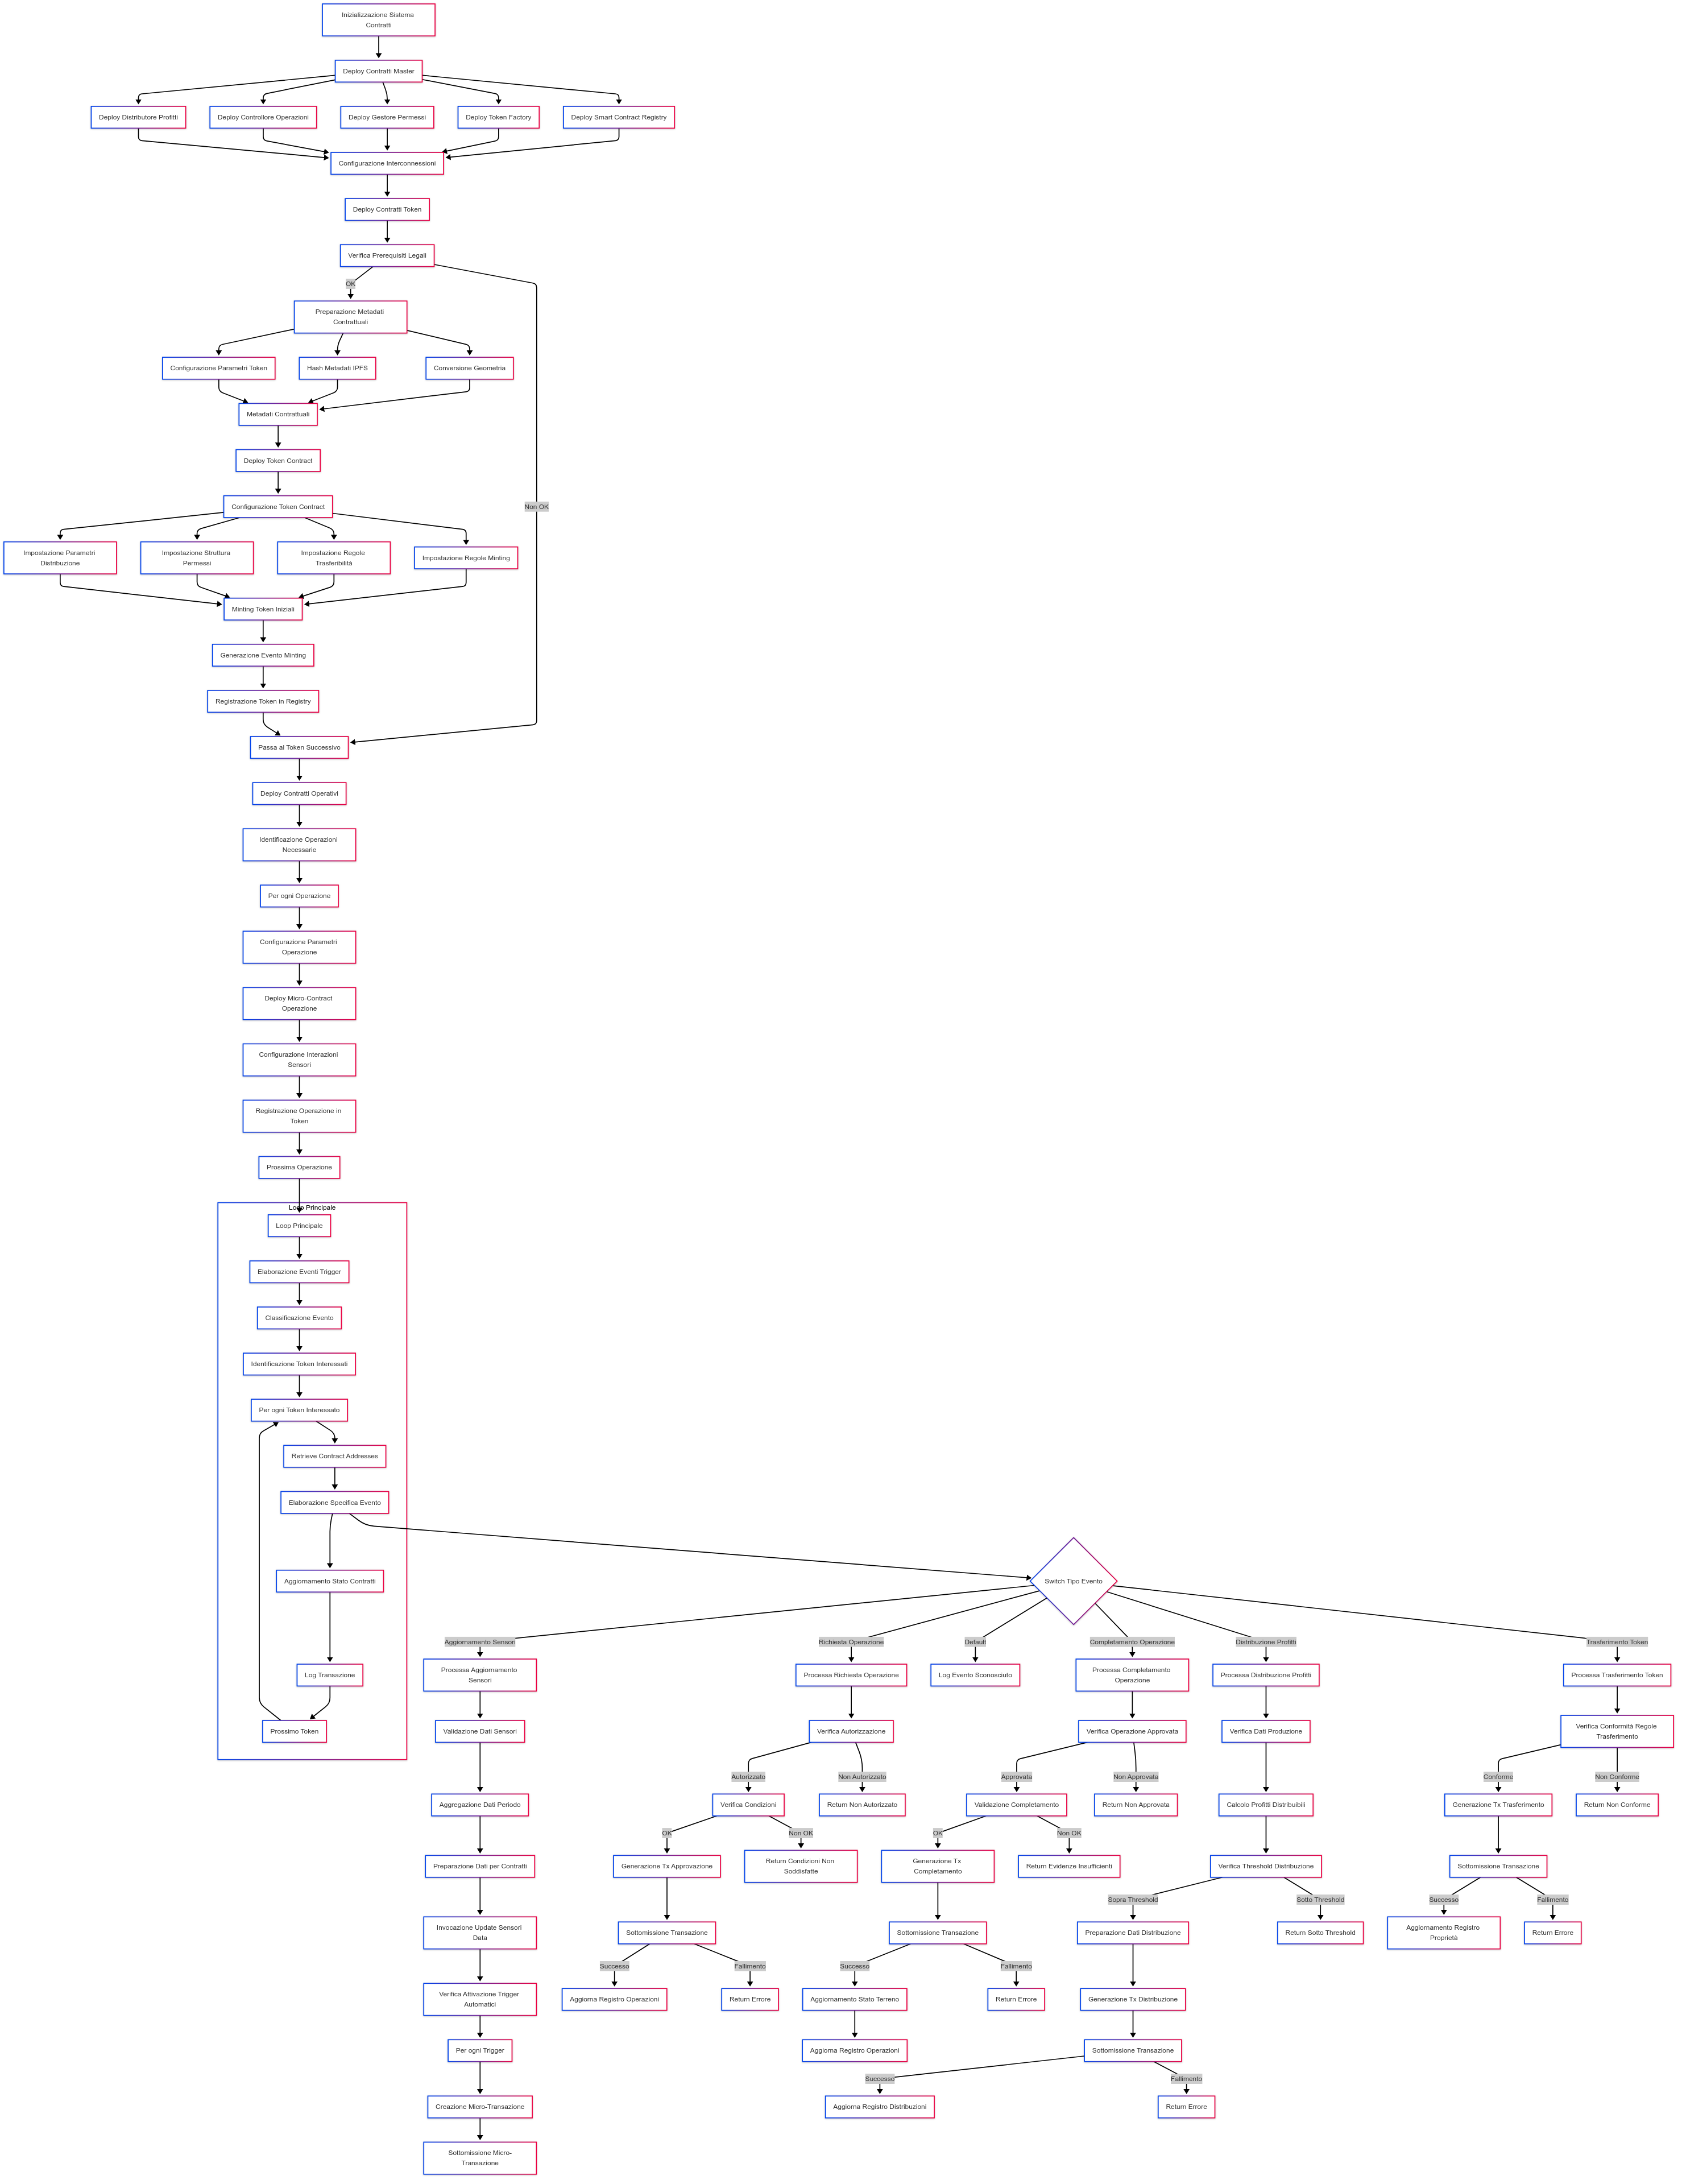 Inizializzazione Sistema
Contratti
Deploy Contratti Master
Deploy Distributore Profitti
Deploy Controllore Operazioni
Deploy Gestore Permessi
Deploy Token Factory
Deploy Smart Contract Registry
Configurazione Interconnessioni
Deploy Contratti Token
Verifica Prerequisiti Legali
OK
Preparazione Metadati
Contrattuali
Configurazione Parametri Token
Hash Metadati IPFS
Conversione Geometria
Metadati Contrattuali
Deploy Token Contract
Configurazione Token Contract
Non OK
Impostazione Parametri
Distribuzione
Impostazione Struttura
Permessi
Impostazione Regole
Trasferibilità
Impostazione Regole Minting
Minting Token Iniziali
Generazione Evento Minting
Registrazione Token in Registry
Passa al Token Successivo
Deploy Contratti Operativi
Identificazione Operazioni
Necessarie
Per ogni Operazione
Configurazione Parametri
Operazione
Deploy Micro-Contract
Operazione
Configurazione Interazioni
Sensori
Registrazione Operazione in
Token
Prossima Operazione
Loop Principale
Loop Principale
Elaborazione Eventi Trigger
Classificazione Evento
Identificazione Token Interessati
Per ogni Token Interessato
Retrieve Contract Addresses
Elaborazione Specifica Evento
Aggiornamento Stato Contratti
Switch Tipo Evento
Log Transazione
Prossimo Token
Aggiornamento Sensori
Richiesta Operazione
Default
Completamento Operazione
Distribuzione Profitti
Trasferimento Token
Processa Aggiornamento
Sensori
Processa Richiesta Operazione
Log Evento Sconosciuto
Processa Completamento
Operazione
Processa Distribuzione Profitti
Processa Trasferimento Token
Validazione Dati Sensori
Verifica Autorizzazione
Verifica Operazione Approvata
Verifica Dati Produzione
Verifica Conformità Regole
Trasferimento
Autorizzato
Non Autorizzato
Approvata
Non Approvata
Conforme
Non Conforme
Aggregazione Dati Periodo
Verifica Condizioni
Return Non Autorizzato
Validazione Completamento
Return Non Approvata
Calcolo Profitti Distribuibili
Generazione Tx Trasferimento
Return Non Conforme
OK
Non OK
OK
Non OK
Preparazione Dati per Contratti
Generazione Tx Approvazione
Return Condizioni Non
Soddisfatte
Generazione Tx
Completamento
Return Evidenze Insufficienti
Verifica Threshold Distribuzione
Sottomissione Transazione
Sopra Threshold
Sotto Threshold
Successo
Fallimento
Invocazione Update Sensori
Data
Sottomissione Transazione
Sottomissione Transazione
Preparazione Dati Distribuzione
Return Sotto Threshold
Aggiornamento Registro
Proprietà
Return Errore
Successo
Fallimento
Successo
Fallimento
Verifica Attivazione Trigger
Automatici
Aggiorna Registro Operazioni
Return Errore
Aggiornamento Stato Terreno
Return Errore
Generazione Tx Distribuzione
Per ogni Trigger
Aggiorna Registro Operazioni
Sottomissione Transazione
Successo
Fallimento
Creazione Micro-Transazione
Aggiorna Registro Distribuzioni
Return Errore
Sottomissione Micro-
Transazione